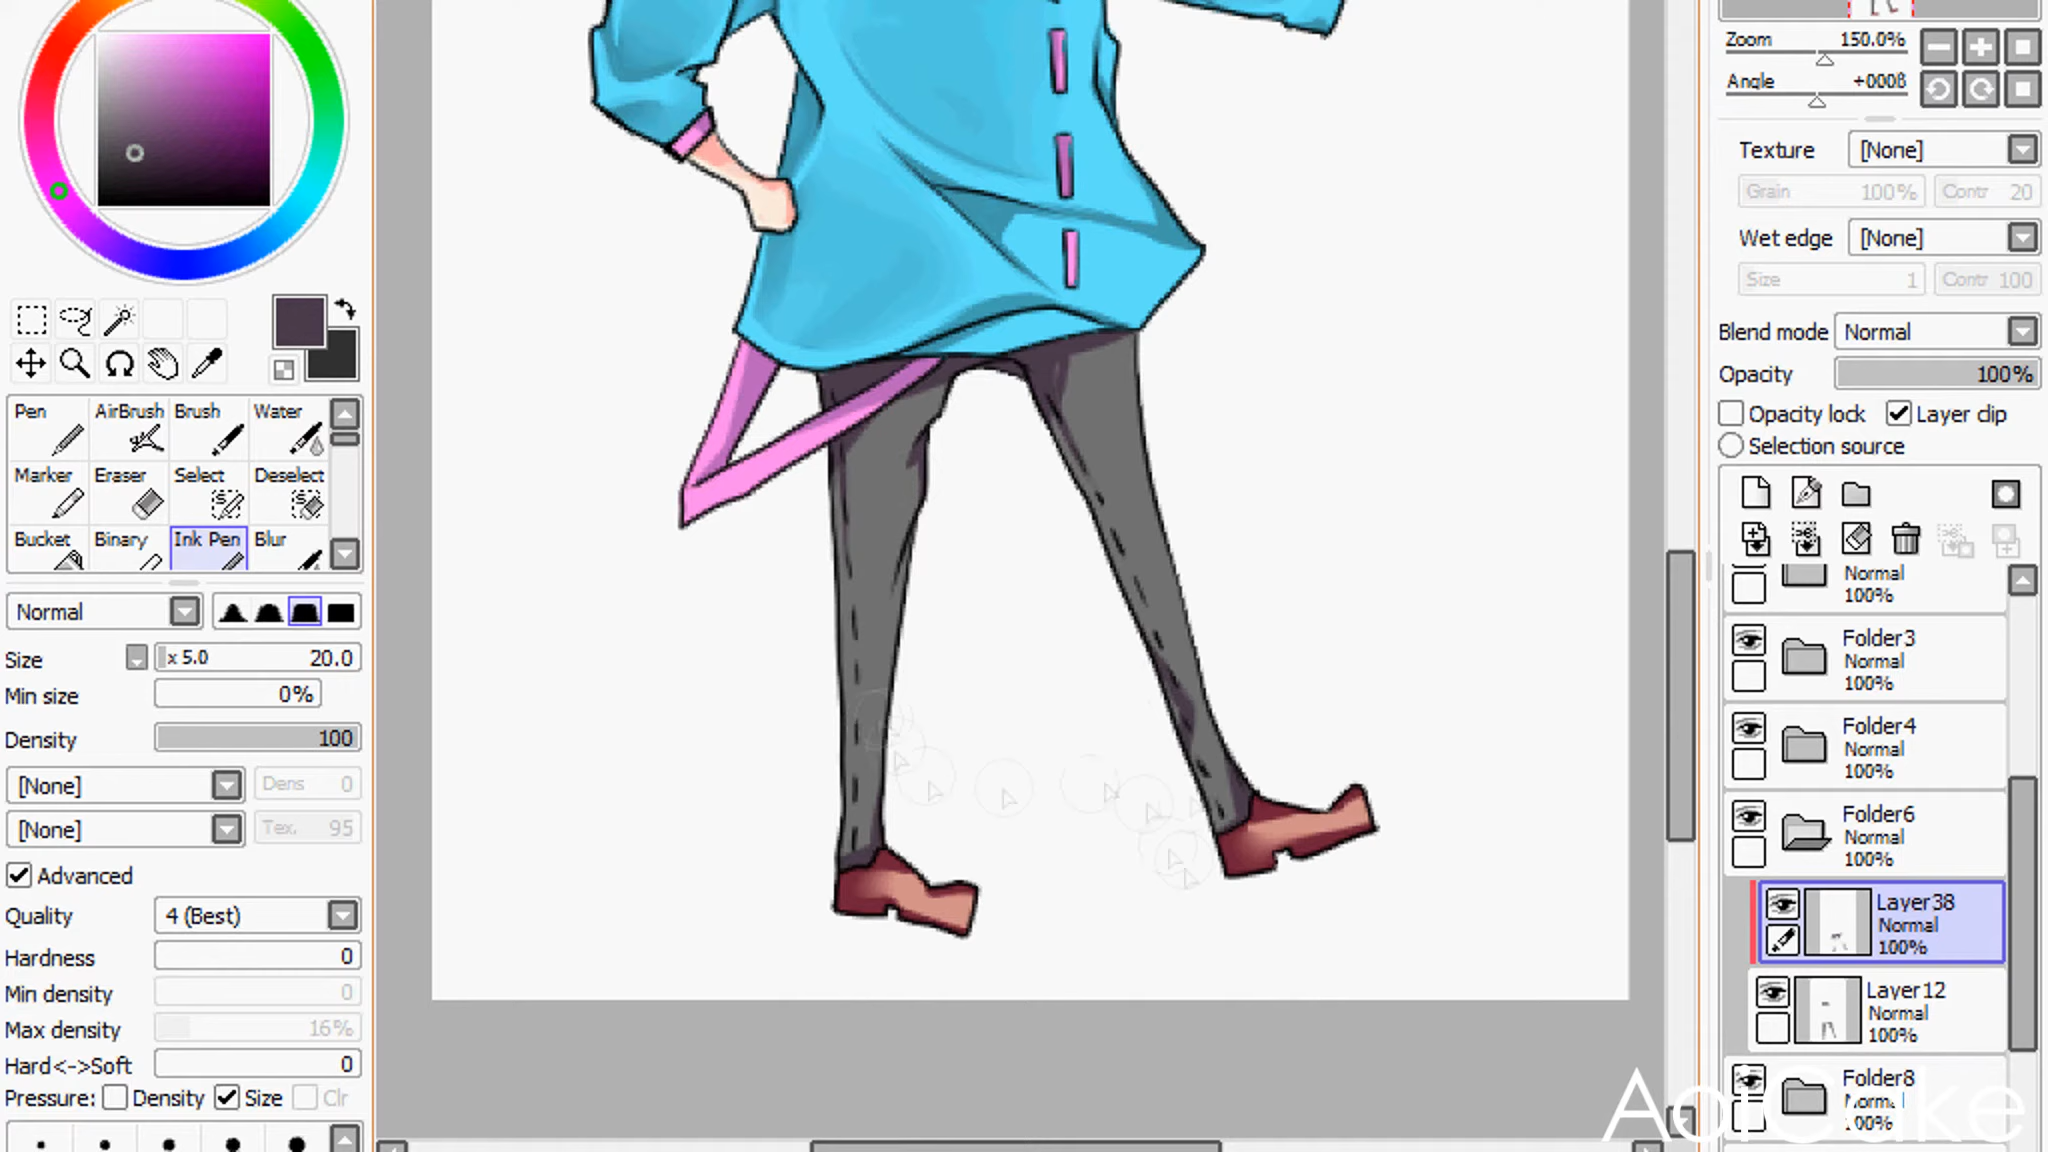 Zoom 150.0%
Angle +000ß
Texture [None]
Grain 100% Contr 20
Wet edge [None]
Size 1 Contr 100
Blend mode Normal
Opacity 100%
Opacity lock Layer clip
Selection source
Pen AirBrush Brush Water
Marker Eraser Select Deselect
Bucket Binary Ink Pen Blur
Normal
Size x 5.0 20.0
Min size 0%
Density 100
[None] Dens 0
[None] Tex. 95
Advanced
Quality 4 (Best)
Hardness 0
Min density 0
Max density 16%
Hard<->Soft 0
Pressure: Density Size Clr
Normal
100%
Folder3
Normal
100%
Folder4
Normal
100%
Folder6
Normal
100%
Layer38
Normal
100%
Layer12
Normal
100%
Folder8
Normal
100%